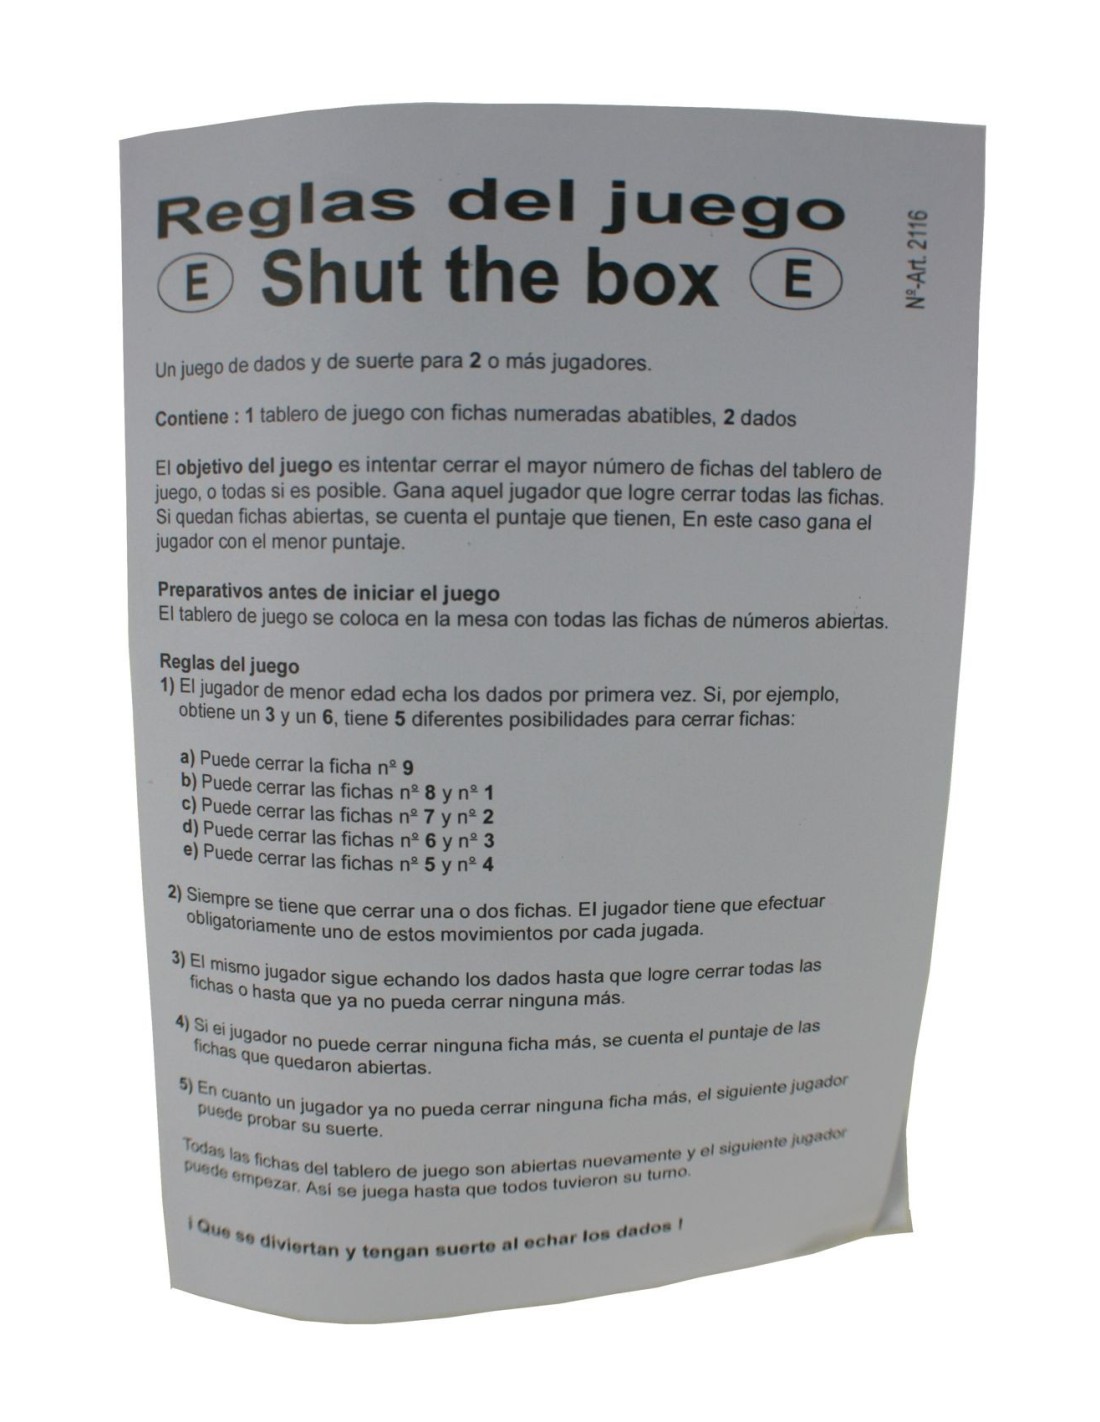 Reglas del juego
E Shut the box E
Nº-Art. 2116
Un juego de dados y de suerte para 2 o más jugadores.
Contiene : 1 tablero de juego con fichas numeradas abatibles, 2 dados
El objetivo del juego es intentar cerrar el mayor número de fichas del tablero de
juego, o todas si es posible. Gana aquel jugador que logre cerrar todas las fichas.
Si quedan fichas abiertas, se cuenta el puntaje que tienen, En este caso gana el
jugador con el menor puntaje.
Preparativos antes de iniciar el juego
El tablero de juego se coloca en la mesa con todas las fichas de números abiertas.
Reglas del juego
1) El jugador de menor edad echa los dados por primera vez. Si, por ejemplo,
obtiene un 3 y un 6, tiene 5 diferentes posibilidades para cerrar fichas:
a) Puede cerrar la ficha nº 9
b) Puede cerrar las fichas nº 8 y nº 1
c) Puede cerrar las fichas nº 7 y nº 2
d) Puede cerrar las fichas nº 6 y nº 3
e) Puede cerrar las fichas nº 5 y nº 4
2) Siempre se tiene que cerrar una o dos fichas. El jugador tiene que efectuar
obligatoriamente uno de estos movimientos por cada jugada.
3) El mismo jugador sigue echando los dados hasta que logre cerrar todas las
fichas o hasta que ya no pueda cerrar ninguna más.
4) Si ei jugador no puede cerrar ninguna ficha más, se cuenta el puntaje de las
fichas que quedaron abiertas.
5) En cuanto un jugador ya no pueda cerrar ninguna ficha más, el siguiente jugador
puede probar su suerte.
Todas las fichas del tablero de juego son abiertas nuevamente y el siguiente jugador
puede empezar. Así se juega hasta que todos tuvieron su turno.
¡ Que se diviertan y tengan suerte al echar los dados !